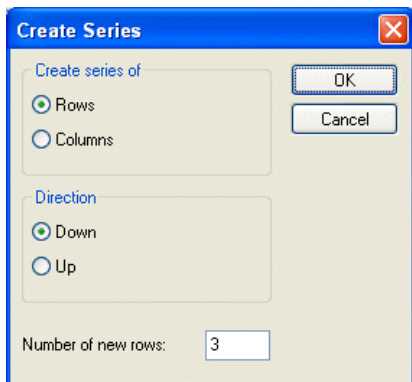 Create Series
Create series of
Rows
Columns
OK
Cancel
Direction
Down
Up
Number of new rows: 3